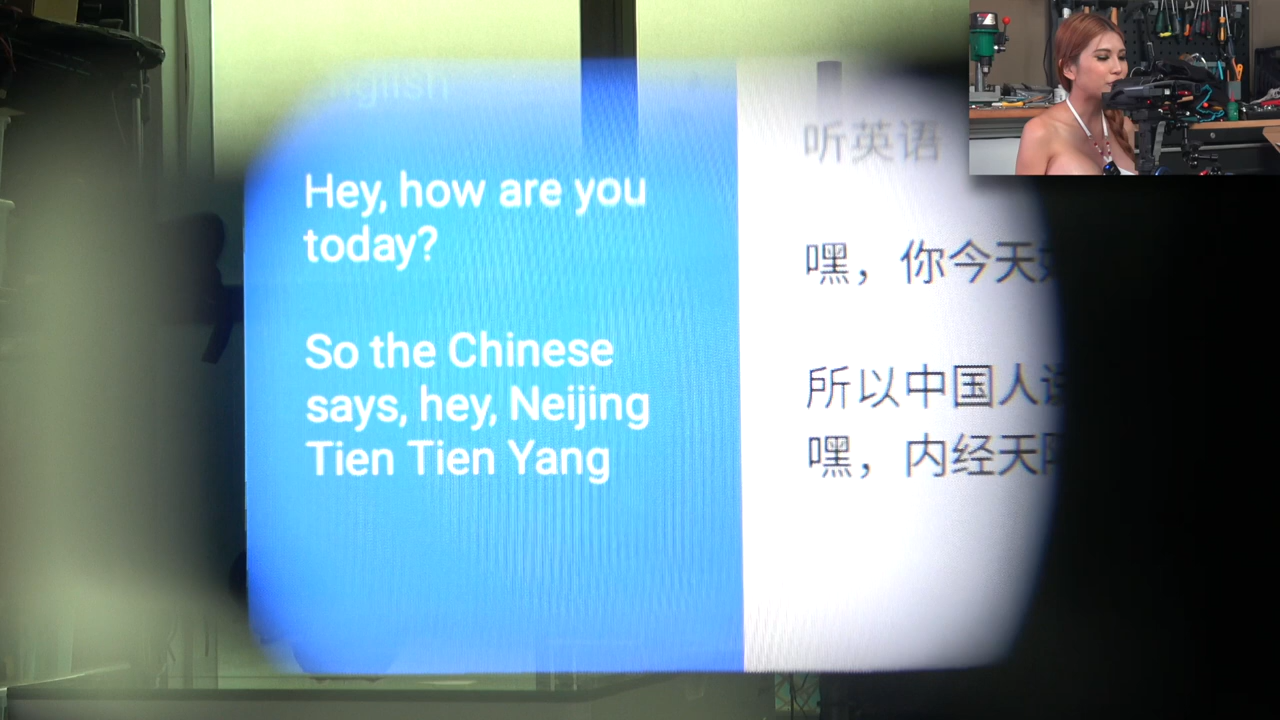 English
Hey, how are you
today?
So the Chinese
says, hey, Neijing
Tien Tien Yang
听英语
嘿，你今天
所以中国人
嘿，内经天